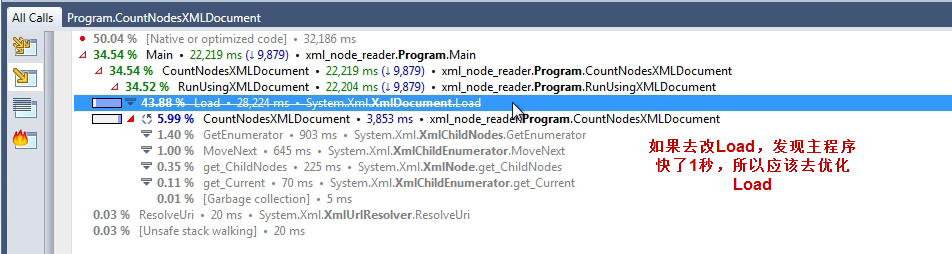 All Calls Program.CountNodesXMLDocument
50.04 % [Native or optimized code] • 32,186 ms
34.54 % Main • 22,219 ms (↓ 9,879) • xml_node_reader.Program.Main
34.54 % CountNodesXMLDocument • 22,219 ms (↓ 9,879) • xml_node_reader.Program.CountNodesXMLDocument
34.52 % RunUsingXMLDocument • 22,204 ms (↓ 9,879) • xml_node_reader.Program.RunUsingXMLDocument
43.88 % Load • 28,224 ms • System.Xml.XmlDocument.Load
5.99 % CountNodesXMLDocument • 3,853 ms • xml_node_reader.Program.CountNodesXMLDocument
1.40 % GetEnumerator • 903 ms • System.Xml.XmlChildNodes.GetEnumerator
1.00 % MoveNext • 645 ms • System.Xml.XmlChildEnumerator.MoveNext
0.35 % get_ChildNodes • 225 ms • System.Xml.XmlNode.get_ChildNodes
0.11 % get_Current • 70 ms • System.Xml.XmlChildEnumerator.get_Current
0.01 % [Garbage collection] • 5 ms
0.03 % ResolveUri • 20 ms • System.Xml.XmlUrlResolver.ResolveUri
0.03 % [Unsafe stack walking] • 20 ms
如果去改Load，发现主程序
快了1秒，所以应该去优化
Load